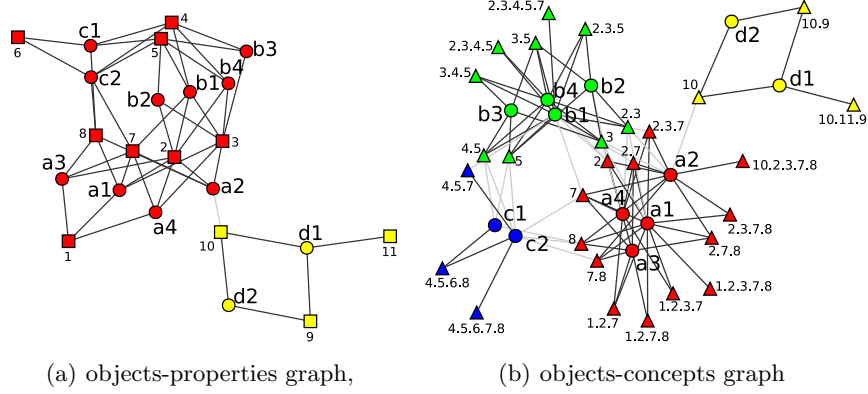 4
6
c1
5
b3
c2
b4
b1
b2
8
7
2
3
a3
a1
a2
a4
1
10
d1
11
d2
9
(a) objects-properties graph,
2.3.4.5.7
10.9
2.3.4.5
3.5
2.3.5
d2
3.4.5
b4
b2
d1
10
b3
b1
10.11.9
2.3
2.3.7
3
4.5
5
2
2.7
a2
10.2.3.7.8
4.5.7
7
a4
a1
c1
2.3.7.8
c2
8
a3
2.7.8
7.8
4.5.6.8
1.2.3.7.8
1.2.3.7
1.2.7
4.5.6.7.8
1.2.7.8
(b) objects-concepts graph